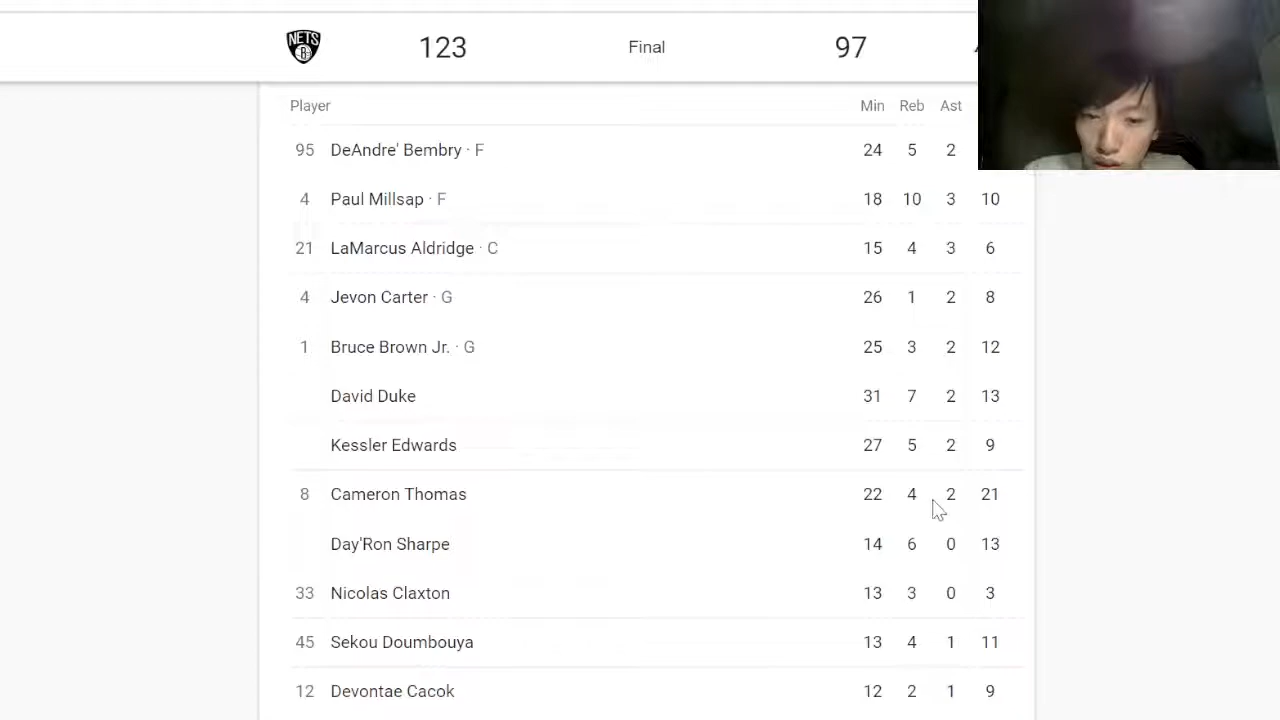 NETS
B
123 Final 97
Player Min Reb Ast
95 DeAndre' Bembry · F 24 5 2
4 Paul Millsap · F 18 10 3 10
21 LaMarcus Aldridge · C 15 4 3 6
4 Jevon Carter · G 26 1 2 8
1 Bruce Brown Jr. · G 25 3 2 12
David Duke 31 7 2 13
Kessler Edwards 27 5 2 9
8 Cameron Thomas 22 4 2 21
Day'Ron Sharpe 14 6 0 13
33 Nicolas Claxton 13 3 0 3
45 Sekou Doumbouya 13 4 1 11
12 Devontae Cacok 12 2 1 9